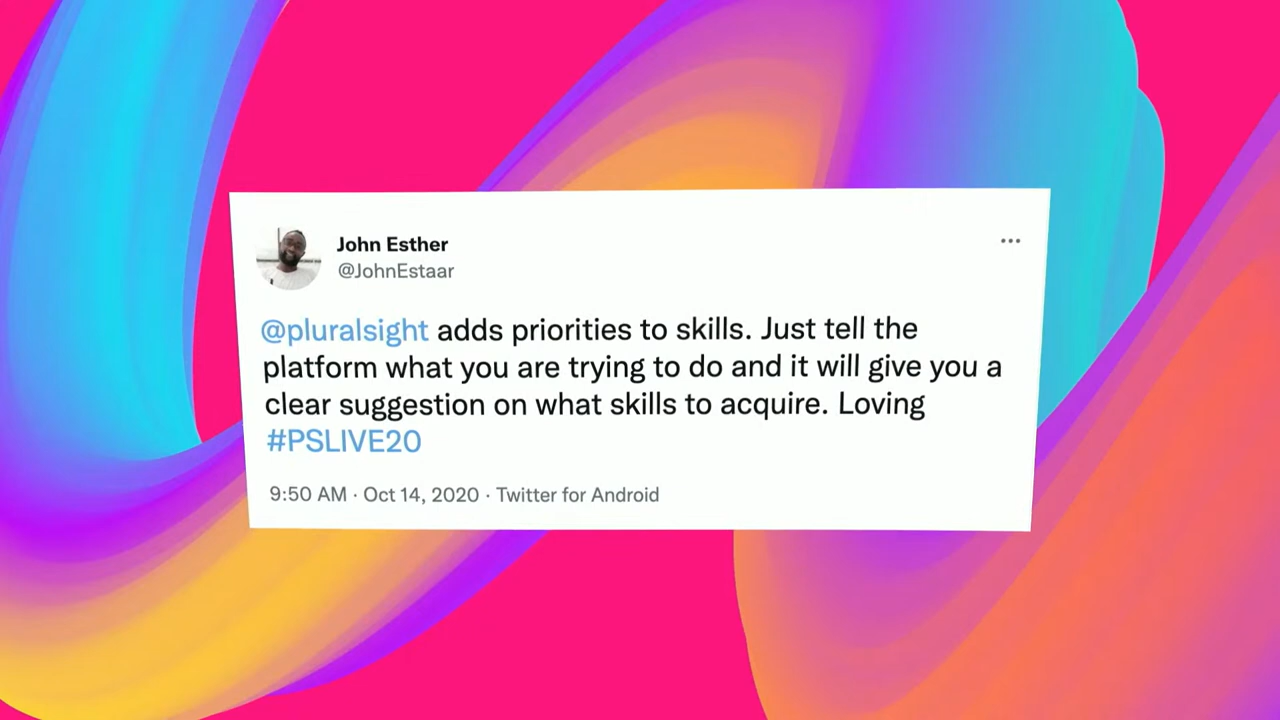 John Esther
@JohnEstaar
@pluralsight adds priorities to skills. Just tell the
platform what you are trying to do and it will give you a
clear suggestion on what skills to acquire. Loving
#PSLIVE20
9:50 AM · Oct 14, 2020 · Twitter for Android